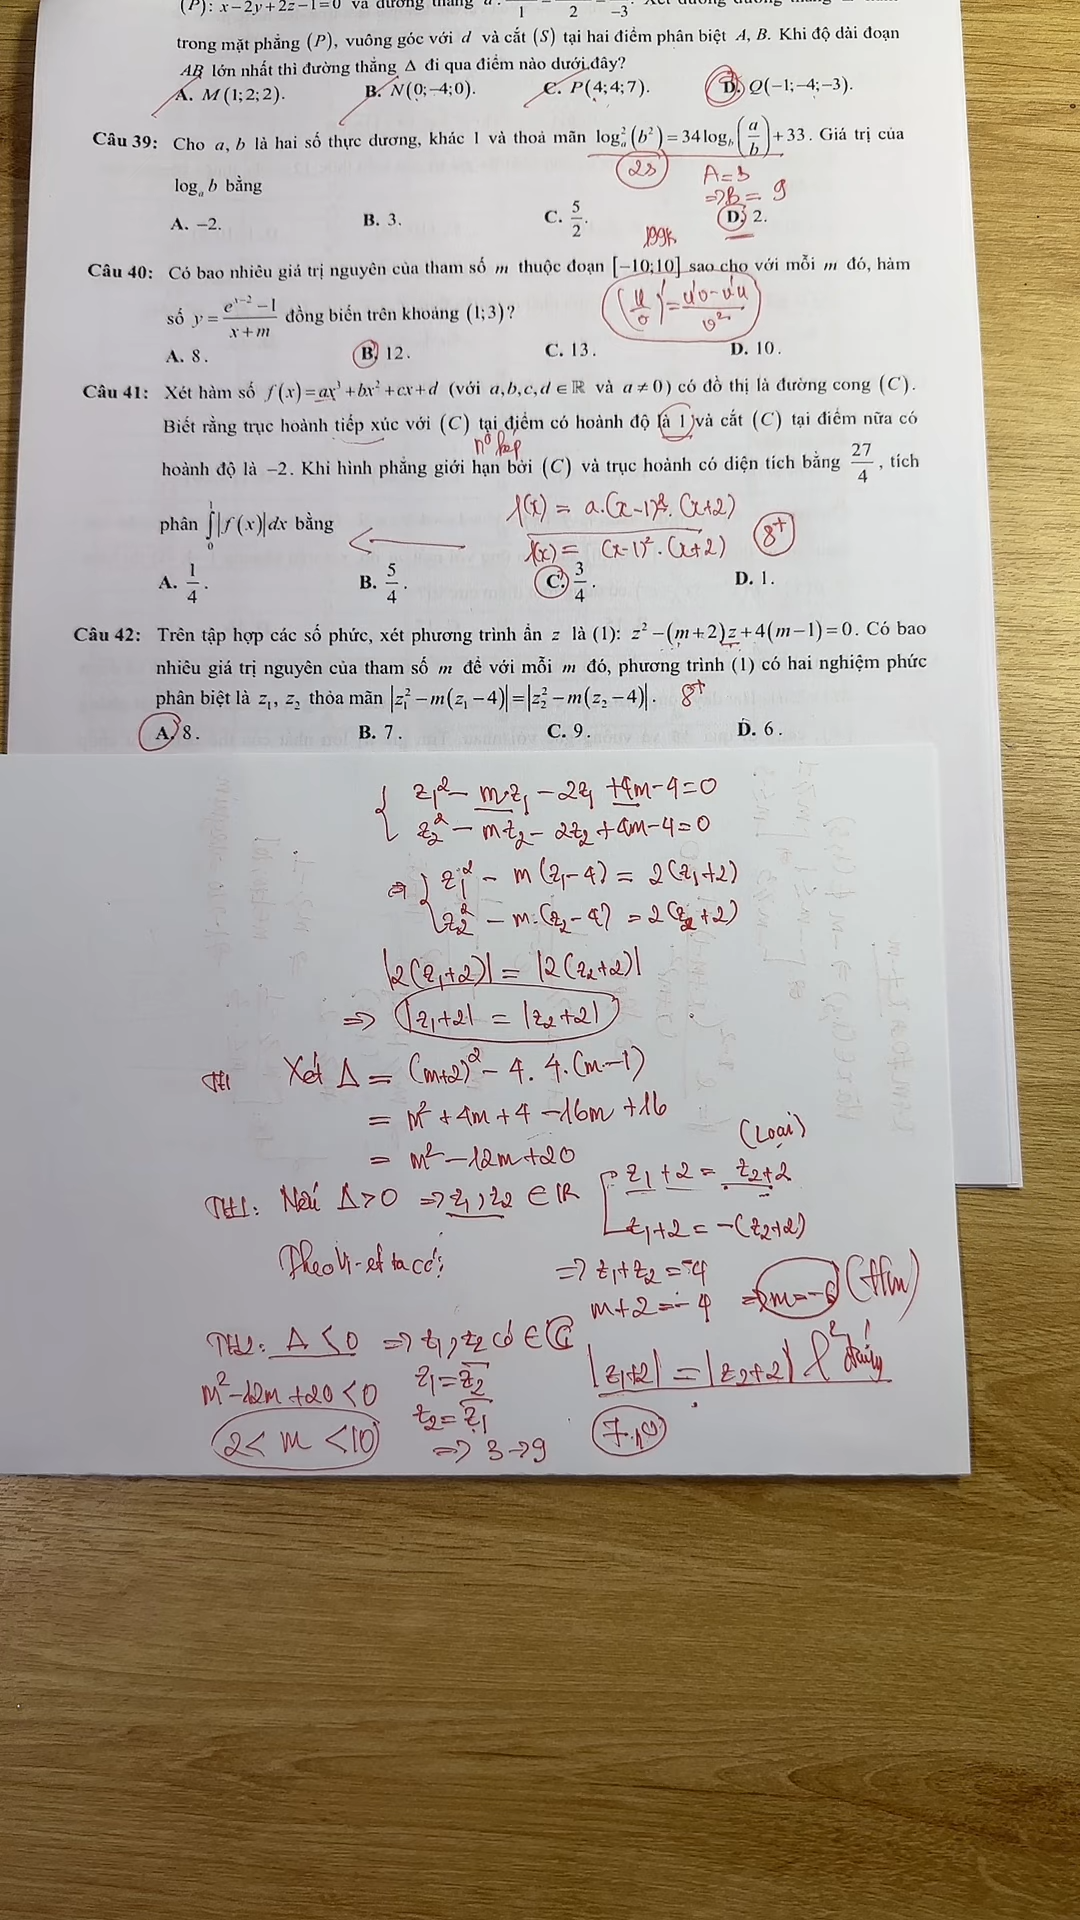 (P): x−2y+2z−1=0 và đường thẳng d: 1 2 −3
trong mặt phẳng (P), vuông góc với d và cắt (S) tại hai điểm phân biệt A, B. Khi độ dài đoạn
AB lớn nhất thì đường thẳng Δ đi qua điểm nào dưới đây?
A. M(1;2;2). B. N(0;−4;0). C. P(4;4;7). D. Q(−1;−4;−3).
Câu 39: Cho a, b là hai số thực dương, khác 1 và thoả mãn logₐ²(b²)=34log_b(a/b)+33. Giá trị của
2s A=3
logₐ b bằng
⇒B= 9
A. −2. B. 3. C. 5/2. D. 2.
199k
Câu 40: Có bao nhiêu giá trị nguyên của tham số m thuộc đoạn [−10;10] sao cho với mỗi m đó, hàm
số y = (e^(x−2) −1)/(x+m) đồng biến trên khoảng (1;3)? (u/v)' = (u'v−v'u)/v²
A. 8. B. 12. C. 13. D. 10.
Câu 41: Xét hàm số f(x)=ax³+bx²+cx+d (với a,b,c,d∈ℝ và a≠0) có đồ thị là đường cong (C).
Biết rằng trục hoành tiếp xúc với (C) tại điểm có hoành độ là 1 và cắt (C) tại điểm nữa có
nº kép
hoành độ là −2. Khi hình phẳng giới hạn bởi (C) và trục hoành có diện tích bằng 27/4, tích
f(x) = a.(x−1)².(x+2)
phân ∫₀¹|f(x)|dx bằng
f(x) = (x−1)².(x+2) 8+
A. 1/4. B. 5/4. C. 3/4. D. 1.
Câu 42: Trên tập hợp các số phức, xét phương trình ẩn z là (1): z²−(m+2)z+4(m−1)=0. Có bao
nhiêu giá trị nguyên của tham số m để với mỗi m đó, phương trình (1) có hai nghiệm phức
phân biệt là z₁, z₂ thỏa mãn |z₁²−m(z₁−4)|=|z₂²−m(z₂−4)|. 8+
A. 8. B. 7. C. 9. D. 6.
z₁² − mz₁ − 2z₁ + 4m−4=0
z₂² − mz₂ − 2z₂ + 4m−4=0
⇒ z₁² − m(z₁−4) = 2(z₁+2)
z₂² − m.(z₂−4) = 2(z₂+2)
|2(z₁+2)| = |2(z₂+2)|
⇒ |z₁+2| = |z₂+2|
TH1 Xét Δ = (m+2)² − 4.4.(m−1)
= m² + 4m + 4 − 16m + 16
= m² − 12m + 20 (Loại)
z₁+2 = z₂+2
TH1: Nếu Δ>0 ⇒ z₁, z₂ ∈ ℝ
z₁+2 = −(z₂+2)
Theo Vi-et ta có: ⇒ z₁+z₂ = −4
m+2 = −4 ⇒ m=−6 (t/m)
TH2: Δ<0 ⇒ z₁, z₂ có ∈ ℂ
|z₁+2| = |z₂+2|
m²−12m+20<0 z₁=z̄₂
z₂=z̄₁
2 < m < 10 ⇒ 3→9